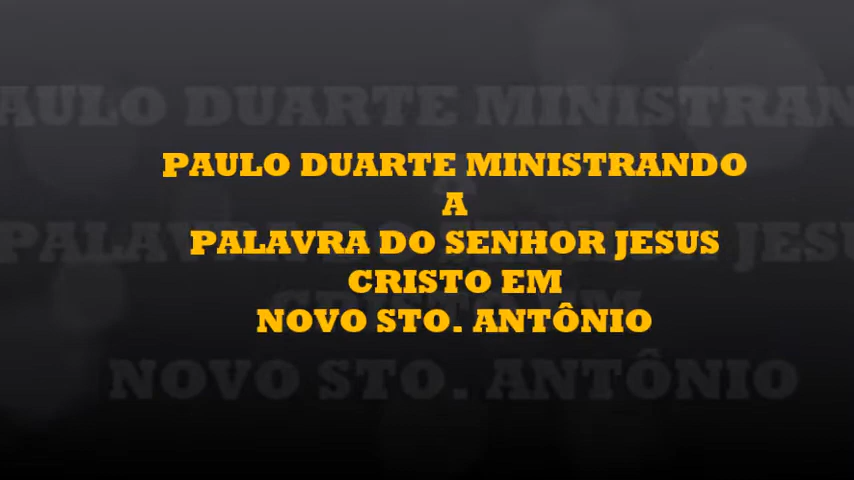 PAULO DUARTE MINISTRANDO
A
PALAVRA DO SENHOR JESUS
CRISTO EM
NOVO STO. ANTÔNIO